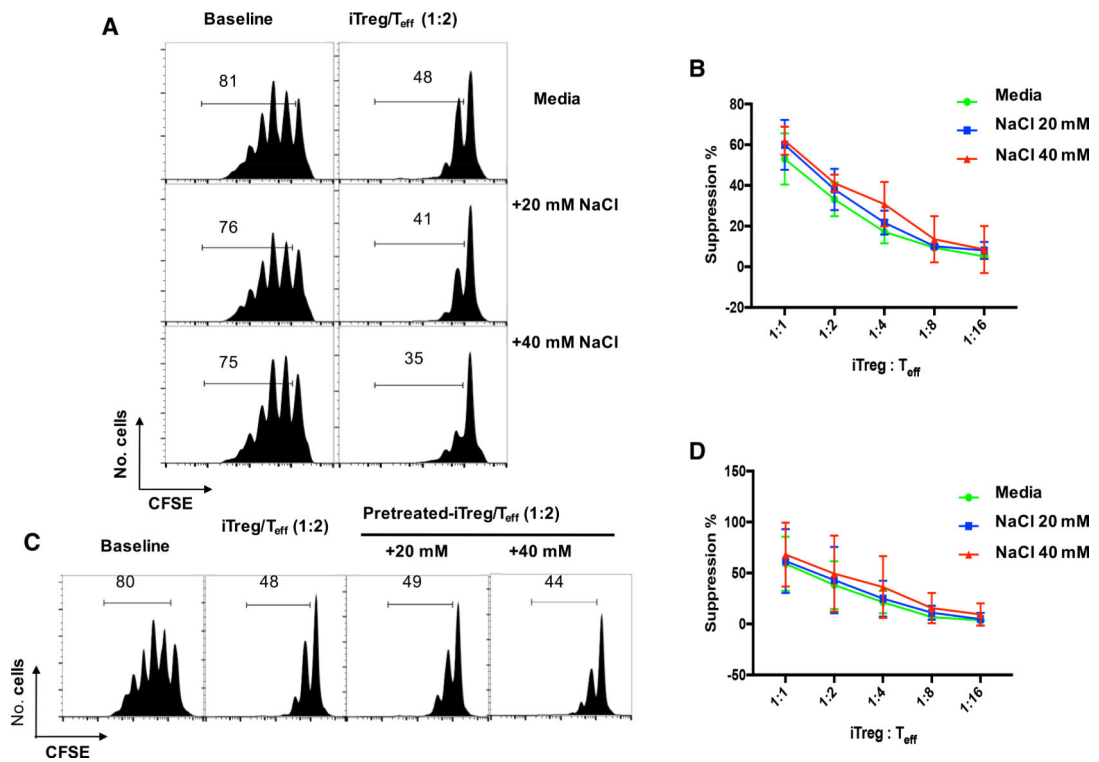 A
Baseline
iTreg/Teff (1:2)
81
48
Media
76
41
+20 mM NaCl
75
35
+40 mM NaCl
No. cells
CFSE
B
Media
NaCl 20 mM
NaCl 40 mM
Suppression %
80
60
40
20
0
-20
1:1
1:2
1:4
1:8
1:16
iTreg : Teff
C
Baseline
iTreg/Teff (1:2)
Pretreated-iTreg/Teff (1:2)
+20 mM
+40 mM
80
48
49
44
No. cells
CFSE
D
Media
NaCl 20 mM
NaCl 40 mM
Suppression %
150
100
50
0
-50
1:1
1:2
1:4
1:8
1:16
iTreg : Teff